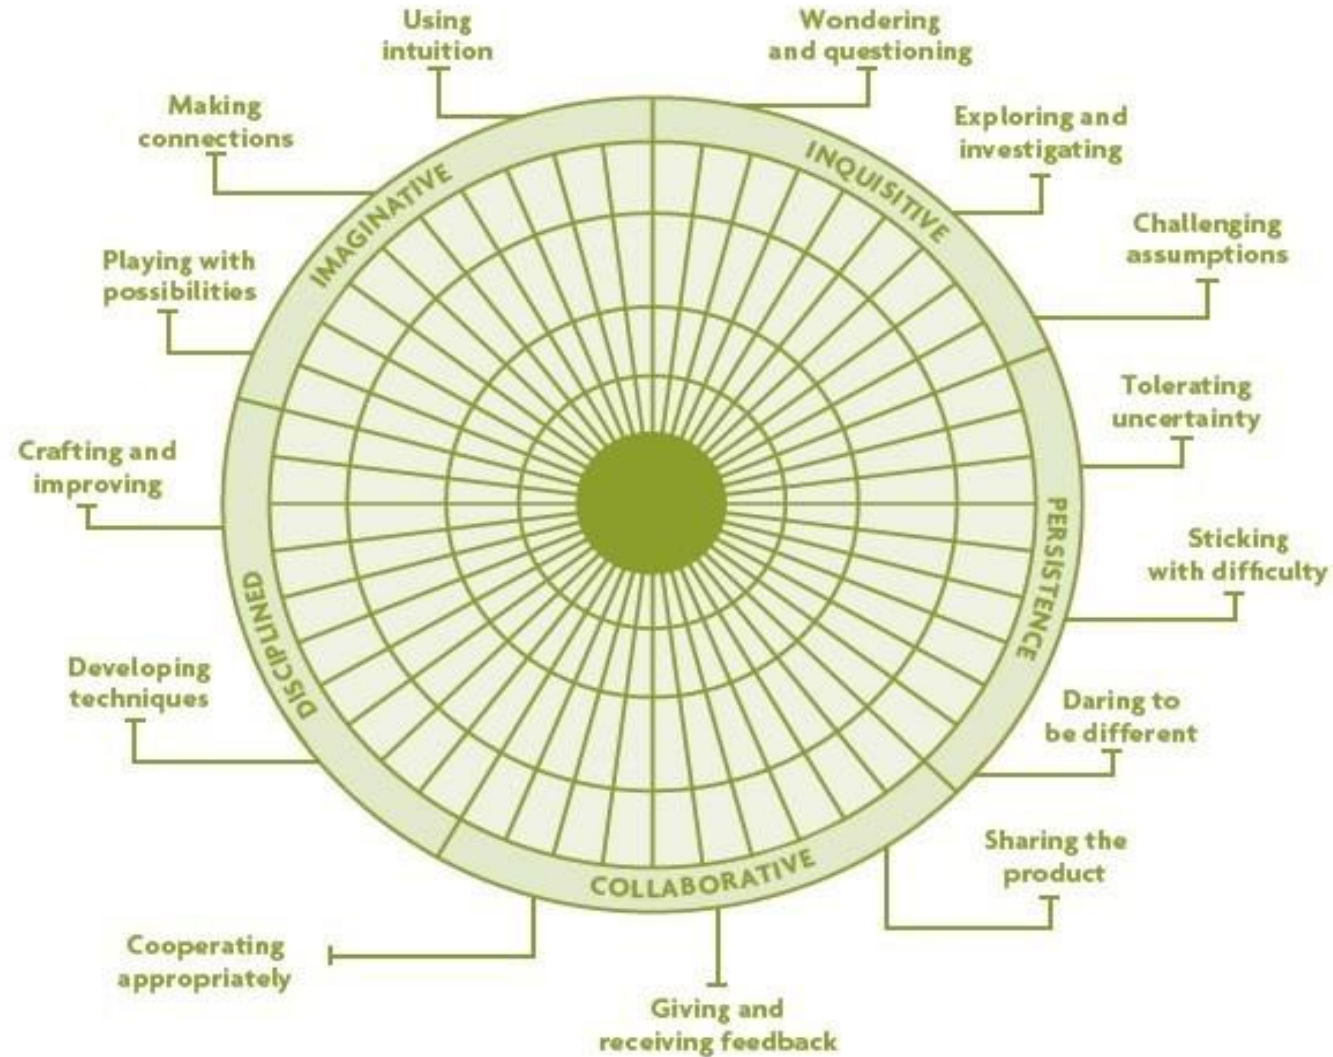 Using
intuition
Wondering
and questioning
Making
connections
Exploring and
investigating
IMAGINATIVE
INQUISITIVE
Challenging
assumptions
Playing with
possibilities
Tolerating
uncertainty
Crafting and
improving
PERSISTENCE
Sticking
with difficulty
DISCIPLINED
Developing
techniques
Daring to
be different
Sharing the
product
COLLABORATIVE
Cooperating
appropriately
Giving and
receiving feedback